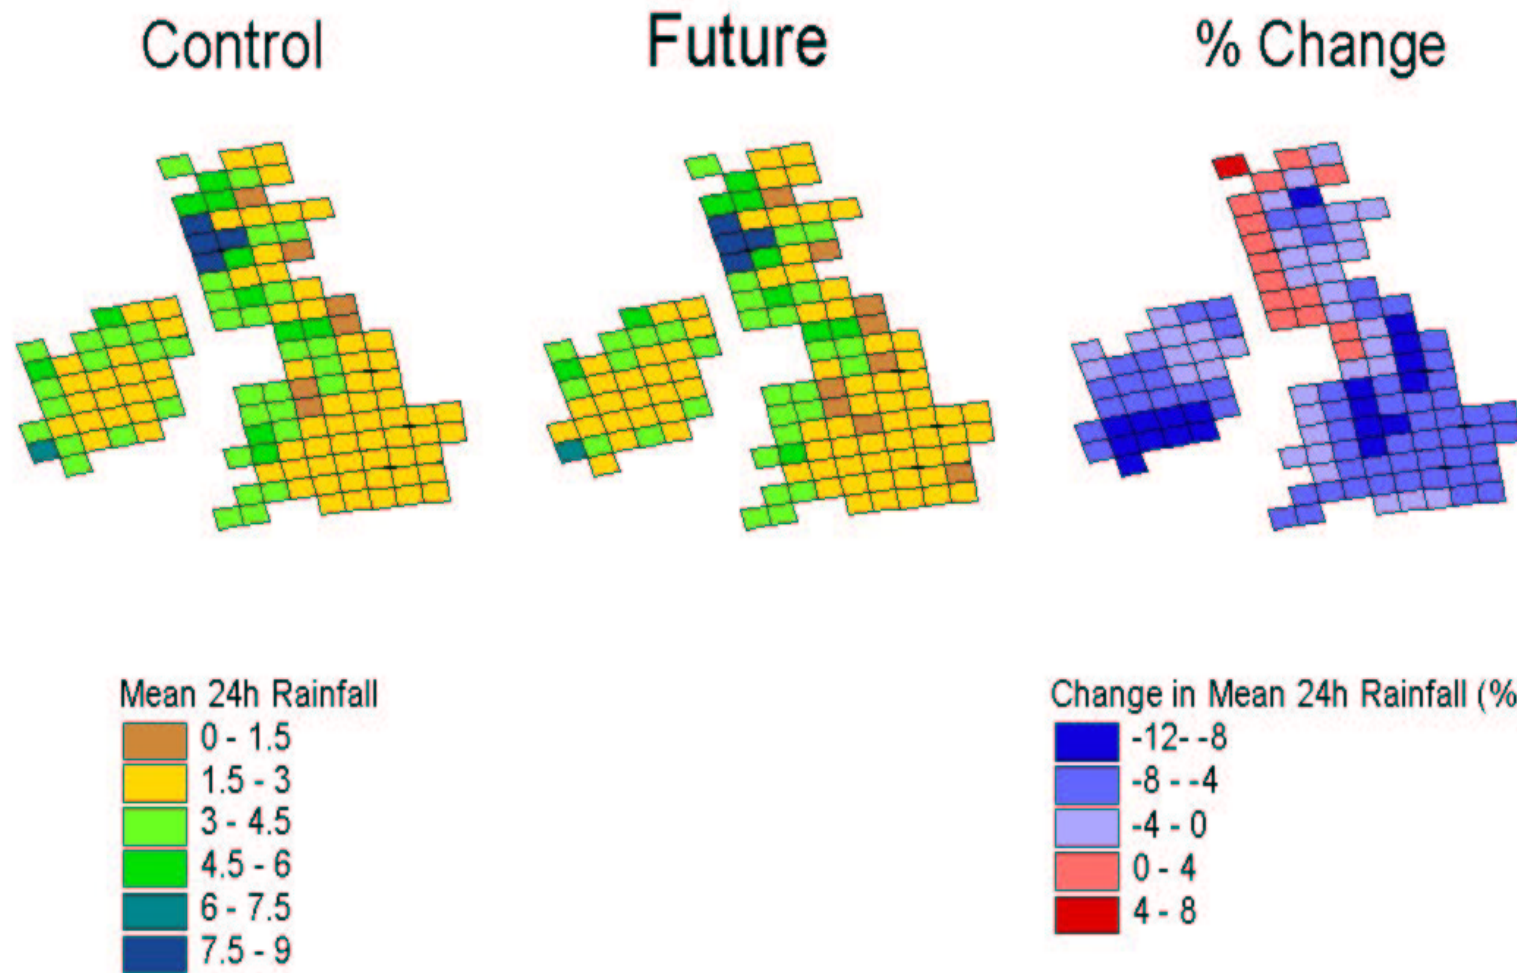 Control
Future
% Change
Mean 24h Rainfall
0 - 1.5
1.5 - 3
3 - 4.5
4.5 - 6
6 - 7.5
7.5 - 9
Change in Mean 24h Rainfall (%
-12- -8
-8 - -4
-4 - 0
0 - 4
4 - 8